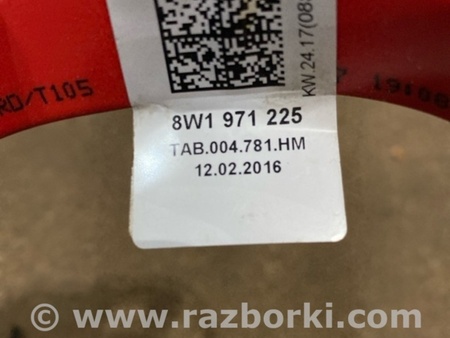 RD/T105
KW.24.17(08
8W1 971 225
TAB.004.781.HM
12.02.2016
© www.razborki.com